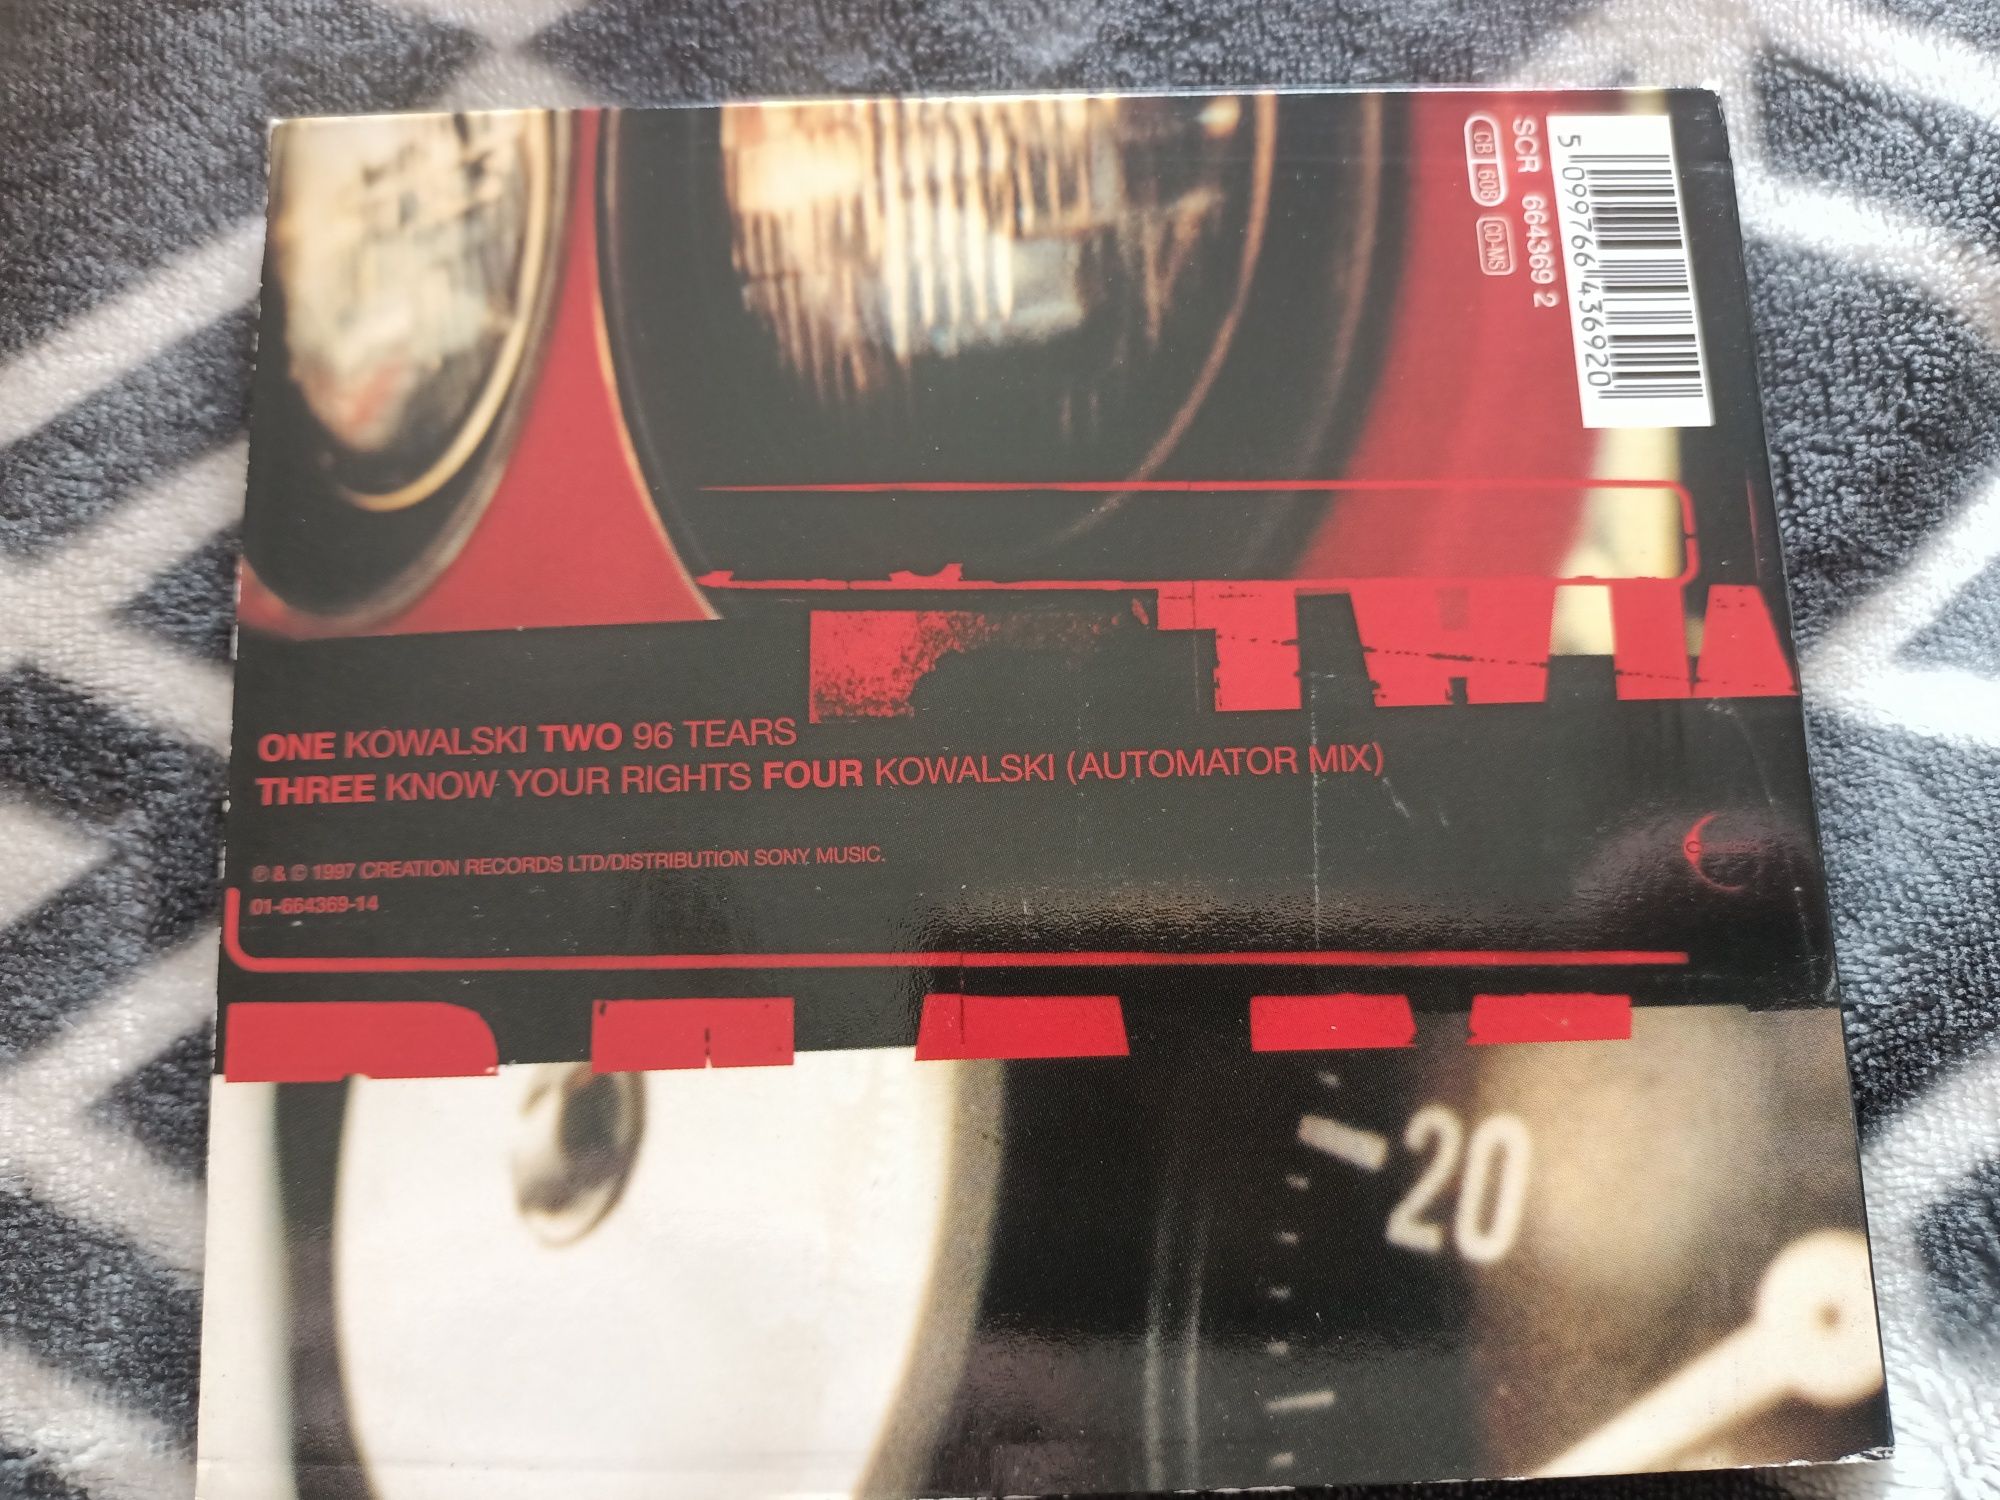 5 099766 436920
SCR 664369 2
CB 608
CD-MS
ONE KOWALSKI TWO 96 TEARS
THREE KNOW YOUR RIGHTS FOUR KOWALSKI (AUTOMATOR MIX)
℗ & © 1997 CREATION RECORDS LTD/DISTRIBUTION SONY MUSIC.
01-664369-14
20